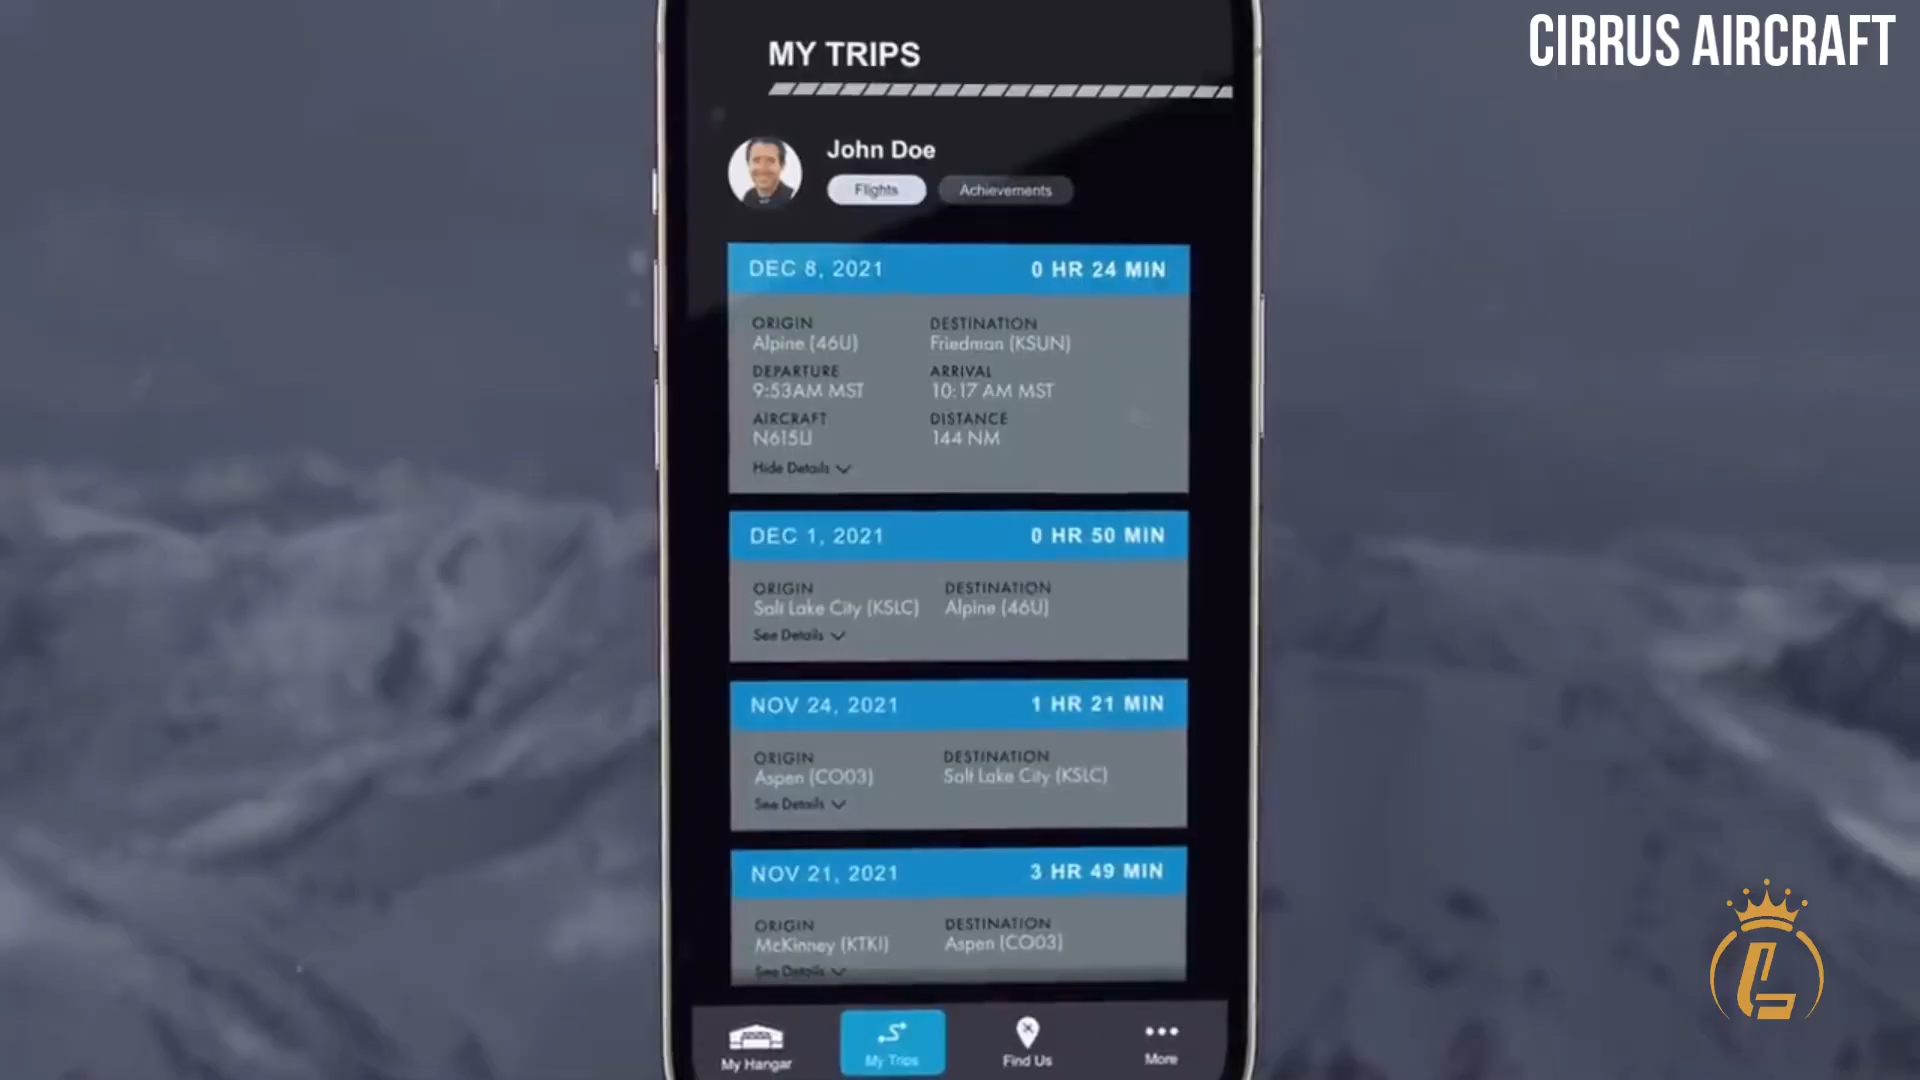 CIRRUS AIRCRAFT
MY TRIPS
John Doe
Flights Achievements
DEC 8, 2021 0 HR 24 MIN
ORIGIN DESTINATION
Alpine (46U) Friedman (KSUN)
DEPARTURE ARRIVAL
9:53AM MST 10:17 AM MST
AIRCRAFT DISTANCE
N615LJ 144 NM
Hide Details
DEC 1, 2021 0 HR 50 MIN
ORIGIN DESTINATION
Salt Lake City (KSLC) Alpine (46U)
See Details
NOV 24, 2021 1 HR 21 MIN
ORIGIN DESTINATION
Aspen (CO03) Salt Lake City (KSLC)
See Details
NOV 21, 2021 3 HR 49 MIN
ORIGIN DESTINATION
McKinney (KTKI) Aspen (CO03)
See Details
My Hangar My Trips Find Us More